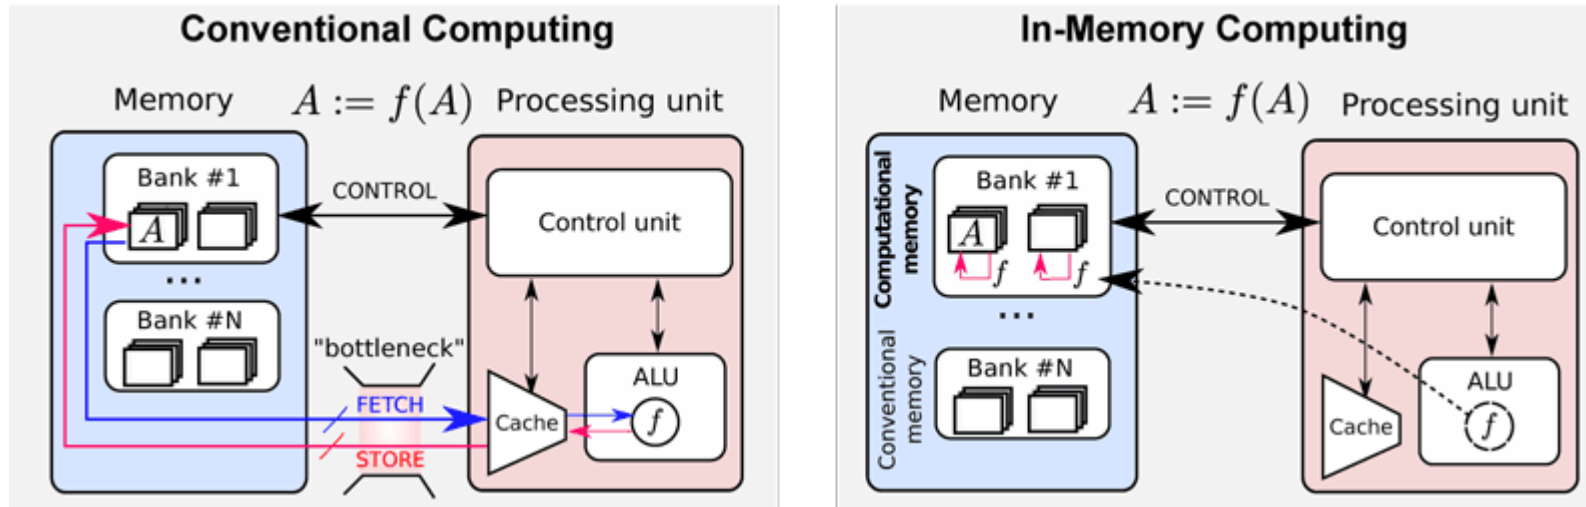 Conventional Computing
Memory
A := f(A)
Processing unit
Bank #1
A
...
Bank #N
CONTROL
Control unit
"bottleneck"
FETCH
STORE
Cache
ALU
f
In-Memory Computing
Memory
A := f(A)
Processing unit
Computational
memory
Bank #1
A
f
f
...
Conventional
memory
Bank #N
CONTROL
Control unit
Cache
ALU
f